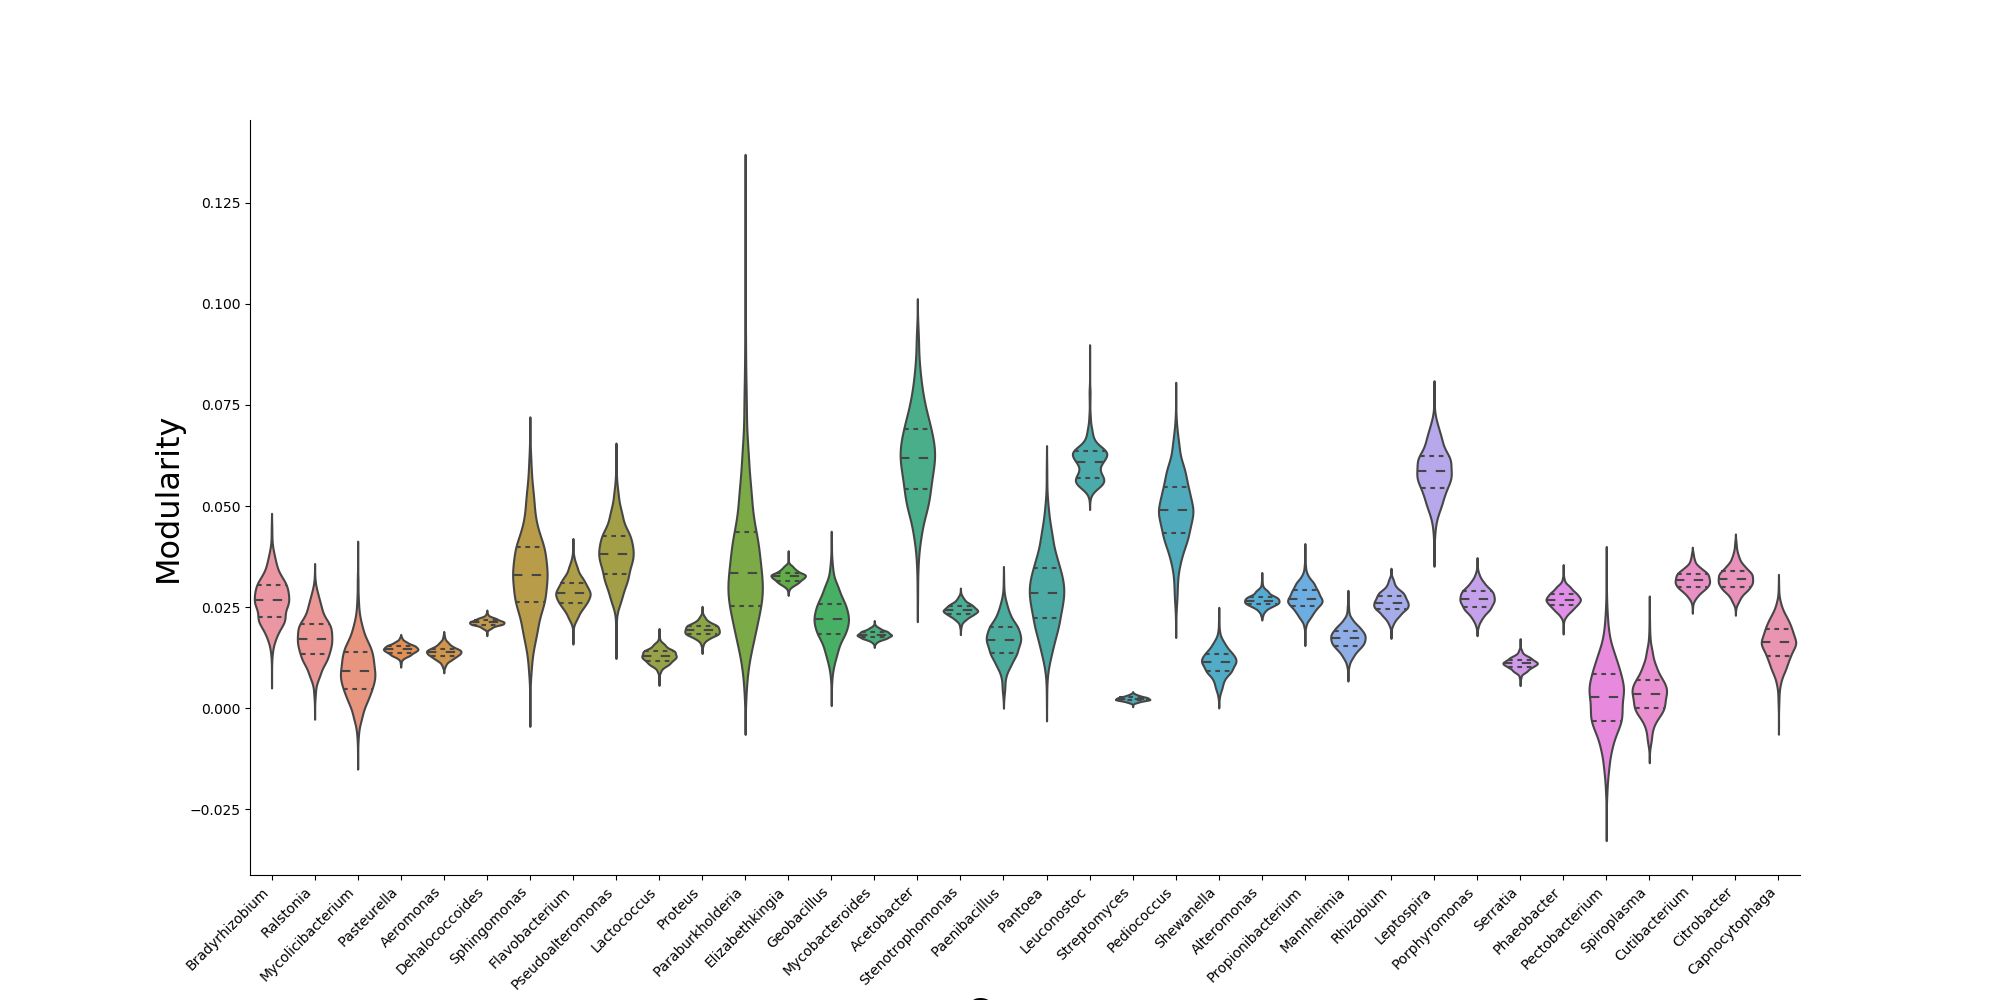 Modularity
0.125
0.100
0.075
0.050
0.025
0.000
−0.025
Bradyrhizobium
Ralstonia
Mycolicibacterium
Pasteurella
Aeromonas
Dehalococcoides
Sphingomonas
Flavobacterium
Pseudoalteromonas
Lactococcus
Proteus
Paraburkholderia
Elizabethkingia
Geobacillus
Mycobacteroides
Acetobacter
Stenotrophomonas
Paenibacillus
Pantoea
Leuconostoc
Streptomyces
Pediococcus
Shewanella
Alteromonas
Propionibacterium
Mannheimia
Rhizobium
Leptospira
Porphyromonas
Serratia
Phaeobacter
Pectobacterium
Spiroplasma
Cutibacterium
Citrobacter
Capnocytophaga